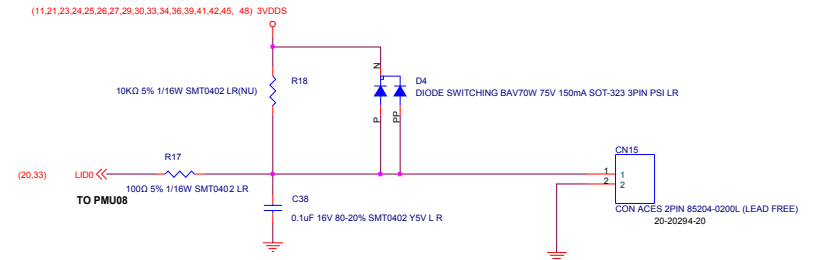 (11,21,23,24,25,26,27,29,30,33,34,36,39,41,42,45, 48) 3VDDS
N
R18
D4
10KΩ 5% 1/16W SMT0402 LR(NU)
DIODE SWITCHING BAV70W 75V 150mA SOT-323 3PIN PSI LR
P
PP
R17
CN15
(20,33)
LID0
1
1
2
2
100Ω 5% 1/16W SMT0402 LR
TO PMU08
C38
0.1uF 16V 80-20% SMT0402 Y5V L R
CON ACES 2PIN 85204-0200L (LEAD FREE)
20-20294-20